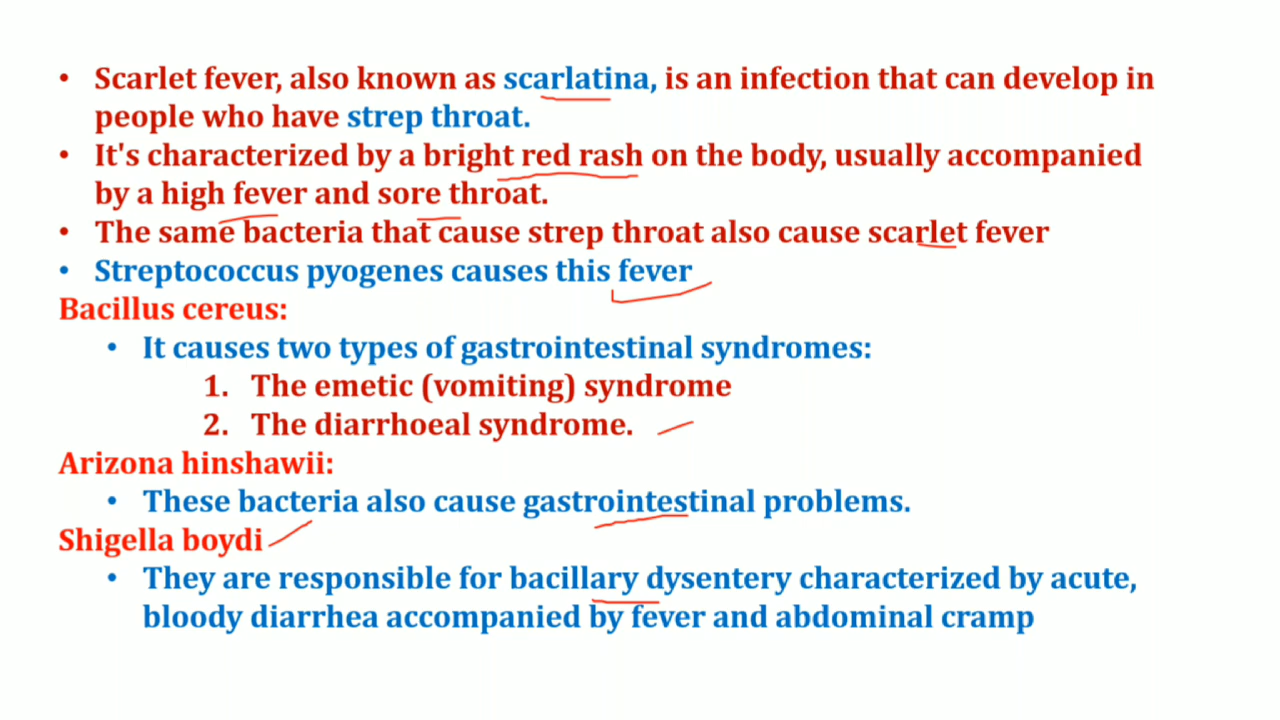 • Scarlet fever, also known as scarlatina, is an infection that can develop in
people who have strep throat.
• It's characterized by a bright red rash on the body, usually accompanied
by a high fever and sore throat.
• The same bacteria that cause strep throat also cause scarlet fever
• Streptococcus pyogenes causes this fever
Bacillus cereus:
• It causes two types of gastrointestinal syndromes:
1. The emetic (vomiting) syndrome
2. The diarrhoeal syndrome.
Arizona hinshawii:
• These bacteria also cause gastrointestinal problems.
Shigella boydi
• They are responsible for bacillary dysentery characterized by acute,
bloody diarrhea accompanied by fever and abdominal cramp